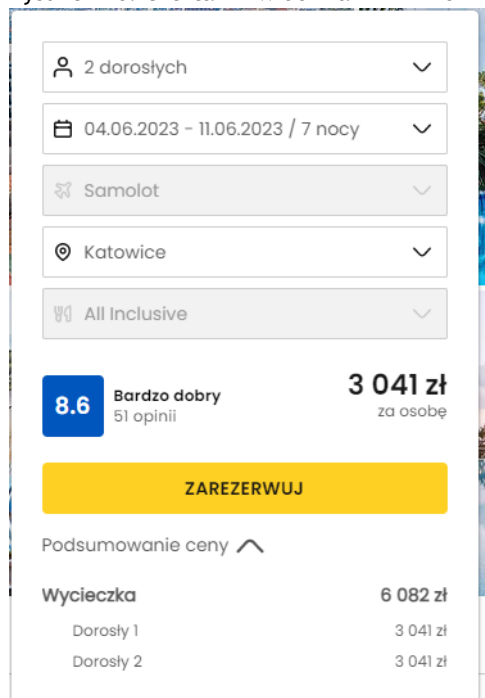 2 dorosłych
04.06.2023 - 11.06.2023 / 7 nocy
Samolot
Katowice
All Inclusive
8.6
Bardzo dobry
51 opinii
3 041 zł
za osobę
ZAREZERWUJ
Podsumowanie ceny
Wycieczka 6 082 zł
Dorosły 1 3 041 zł
Dorosły 2 3 041 zł